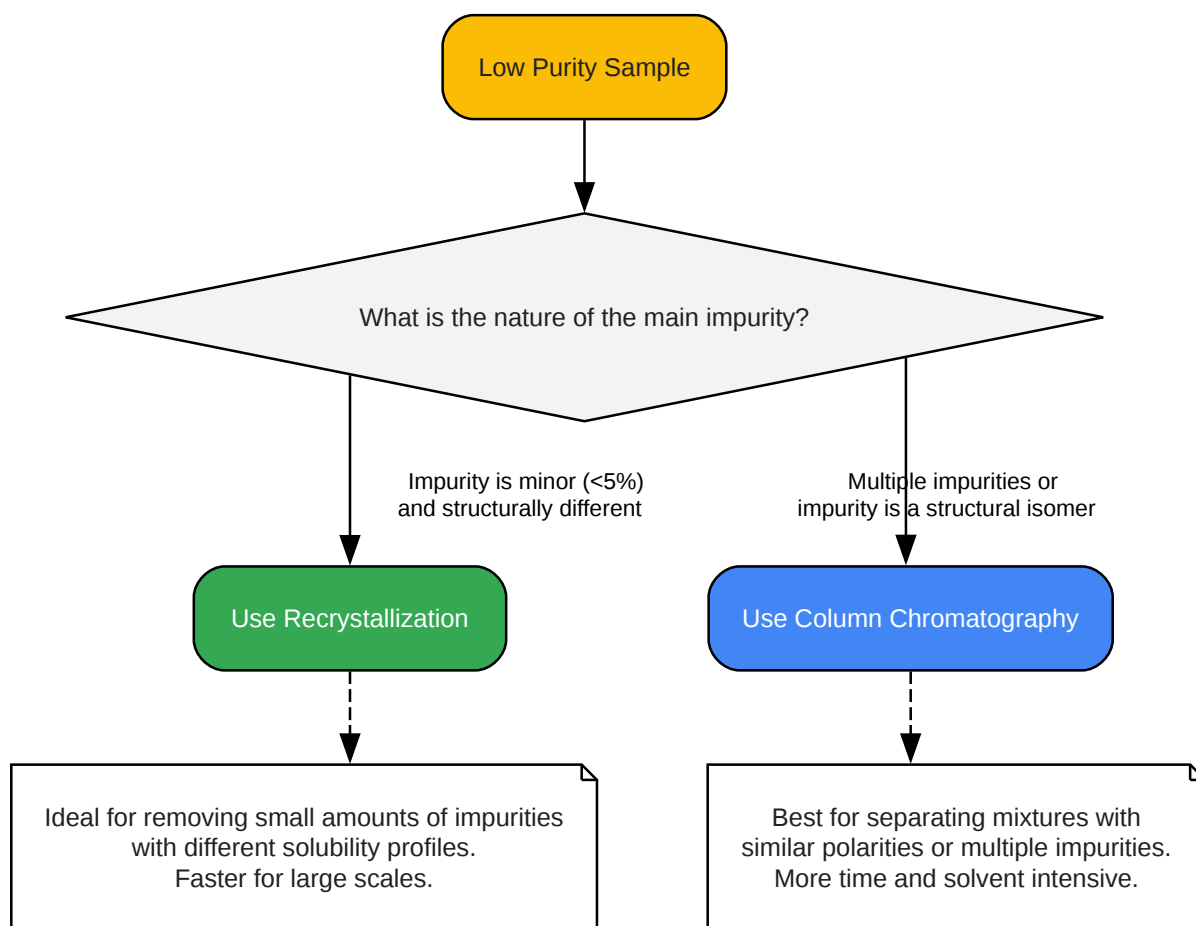 Low Purity Sample
What is the nature of the main impurity?
Impurity is minor (<5%)
and structurally different
Multiple impurities or
impurity is a structural isomer
Use Recrystallization
Use Column Chromatography
Ideal for removing small amounts of impurities
with different solubility profiles.
Faster for large scales.
Best for separating mixtures with
similar polarities or multiple impurities.
More time and solvent intensive.